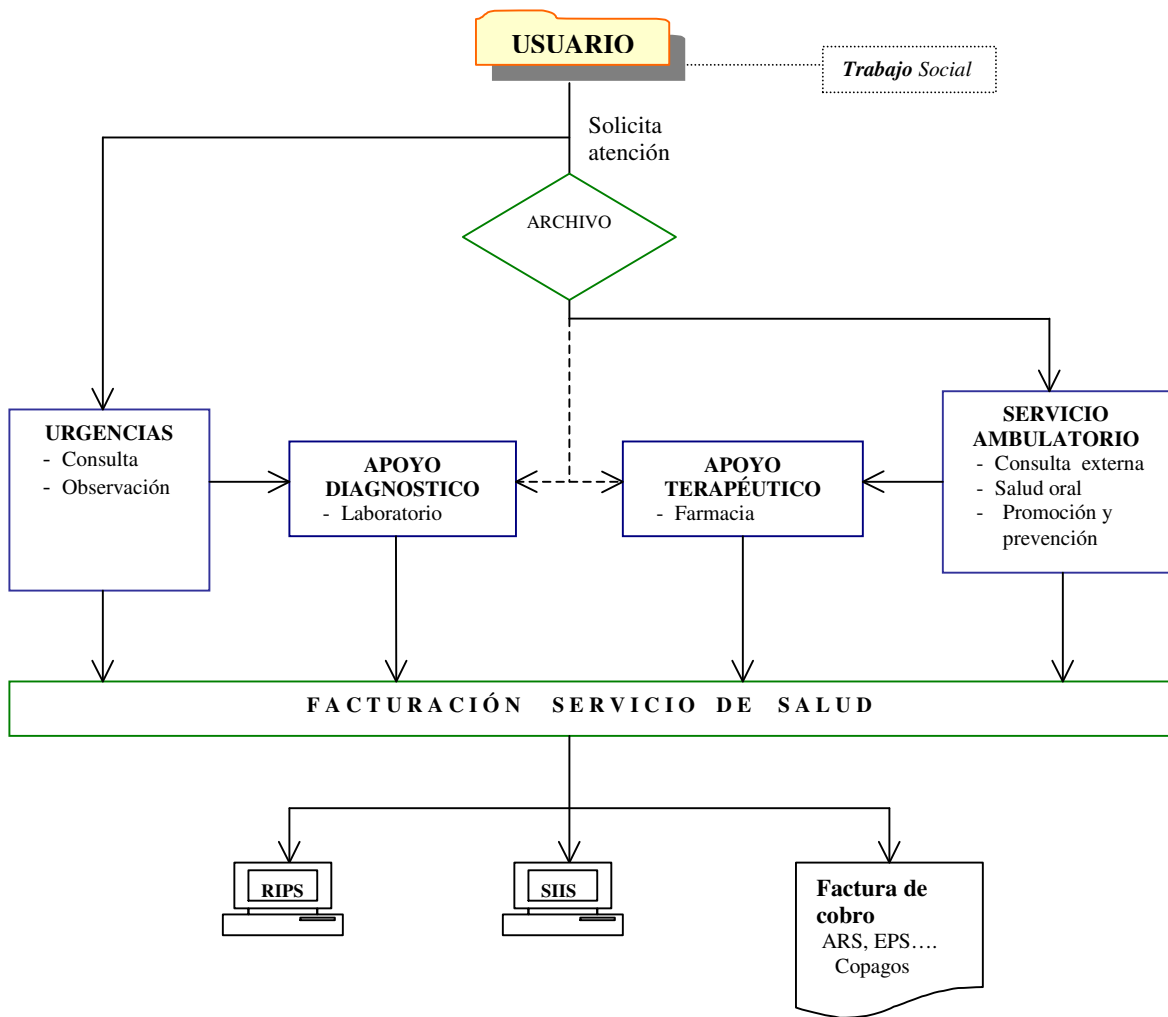 USUARIO
Trabajo Social
Solicita
atención
ARCHIVO
URGENCIAS
- Consulta
- Observación
APOYO
DIAGNOSTICO
- Laboratorio
APOYO
TERAPÉUTICO
- Farmacia
SERVICIO
AMBULATORIO
- Consulta externa
- Salud oral
- Promoción y
prevención
FACTURACIÓN SERVICIO DE SALUD
RIPS
SIIS
Factura de
cobro
ARS, EPS….
Copagos